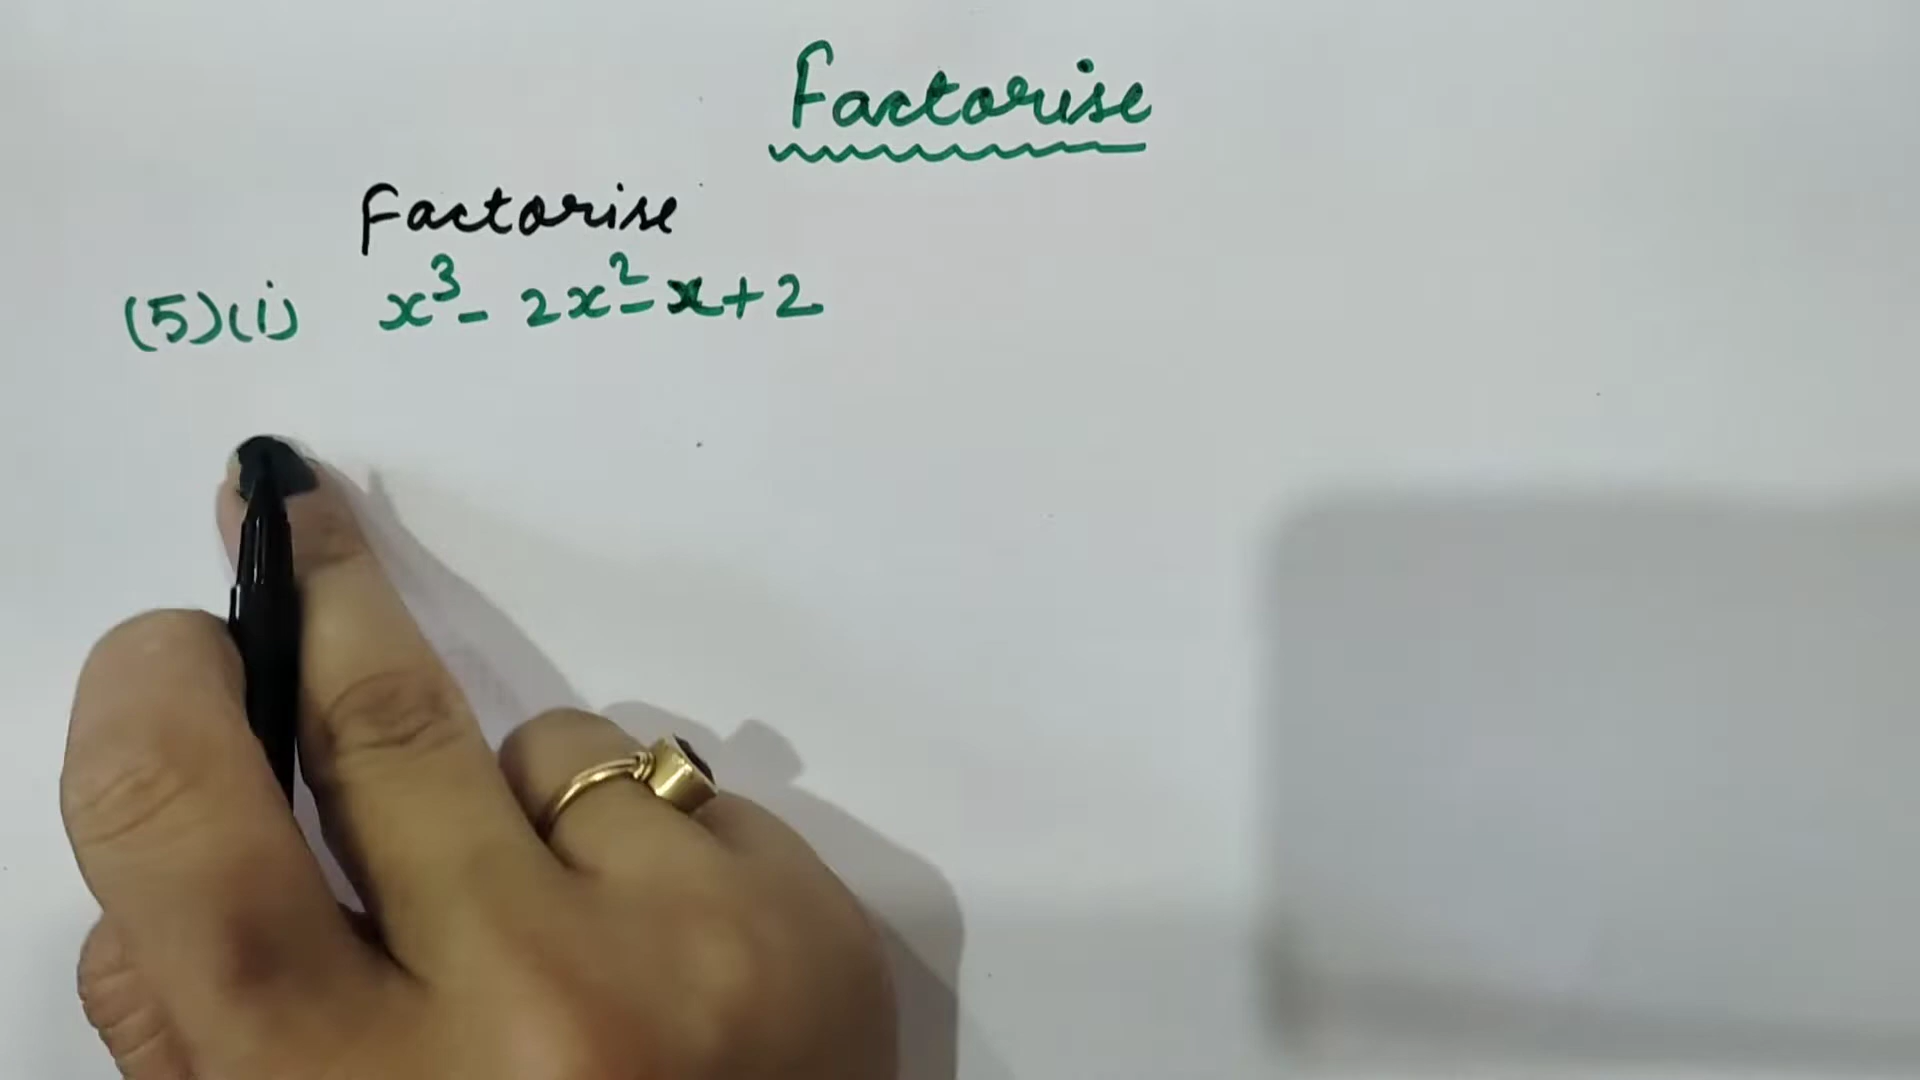 Factorise
Factorise
(5)(i) x³ - 2x² - x + 2